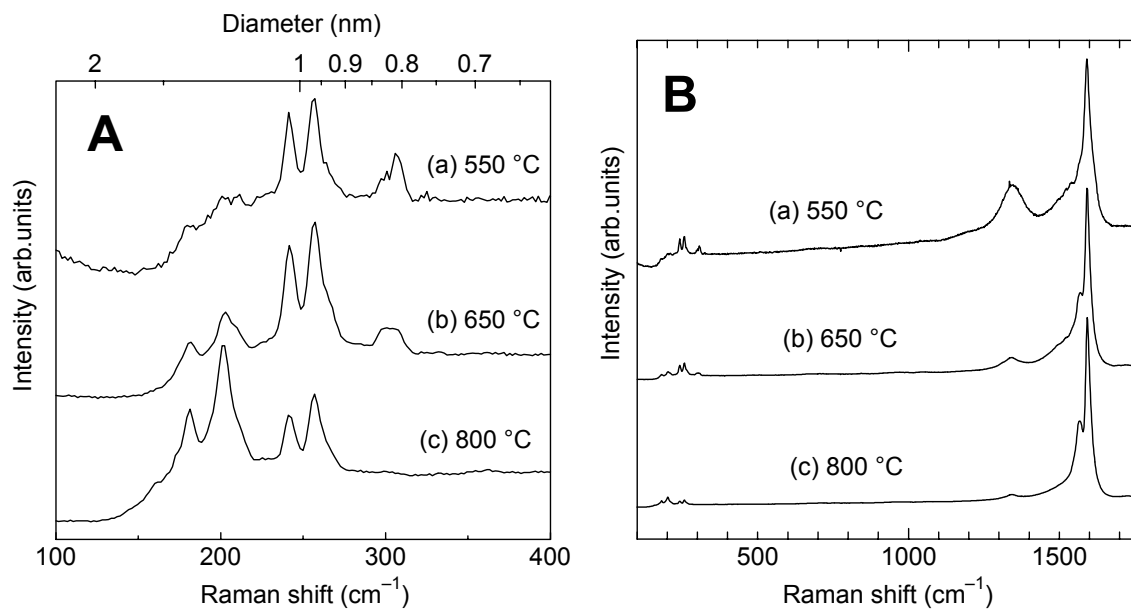 Diameter (nm)
2 1 0.9 0.8 0.7
A
(a) 550 °C
(b) 650 °C
(c) 800 °C
Intensity (arb.units)
100 200 300 400
Raman shift (cm⁻¹)
B
(a) 550 °C
(b) 650 °C
(c) 800 °C
Intensity (arb.units)
500 1000 1500
Raman shift (cm⁻¹)